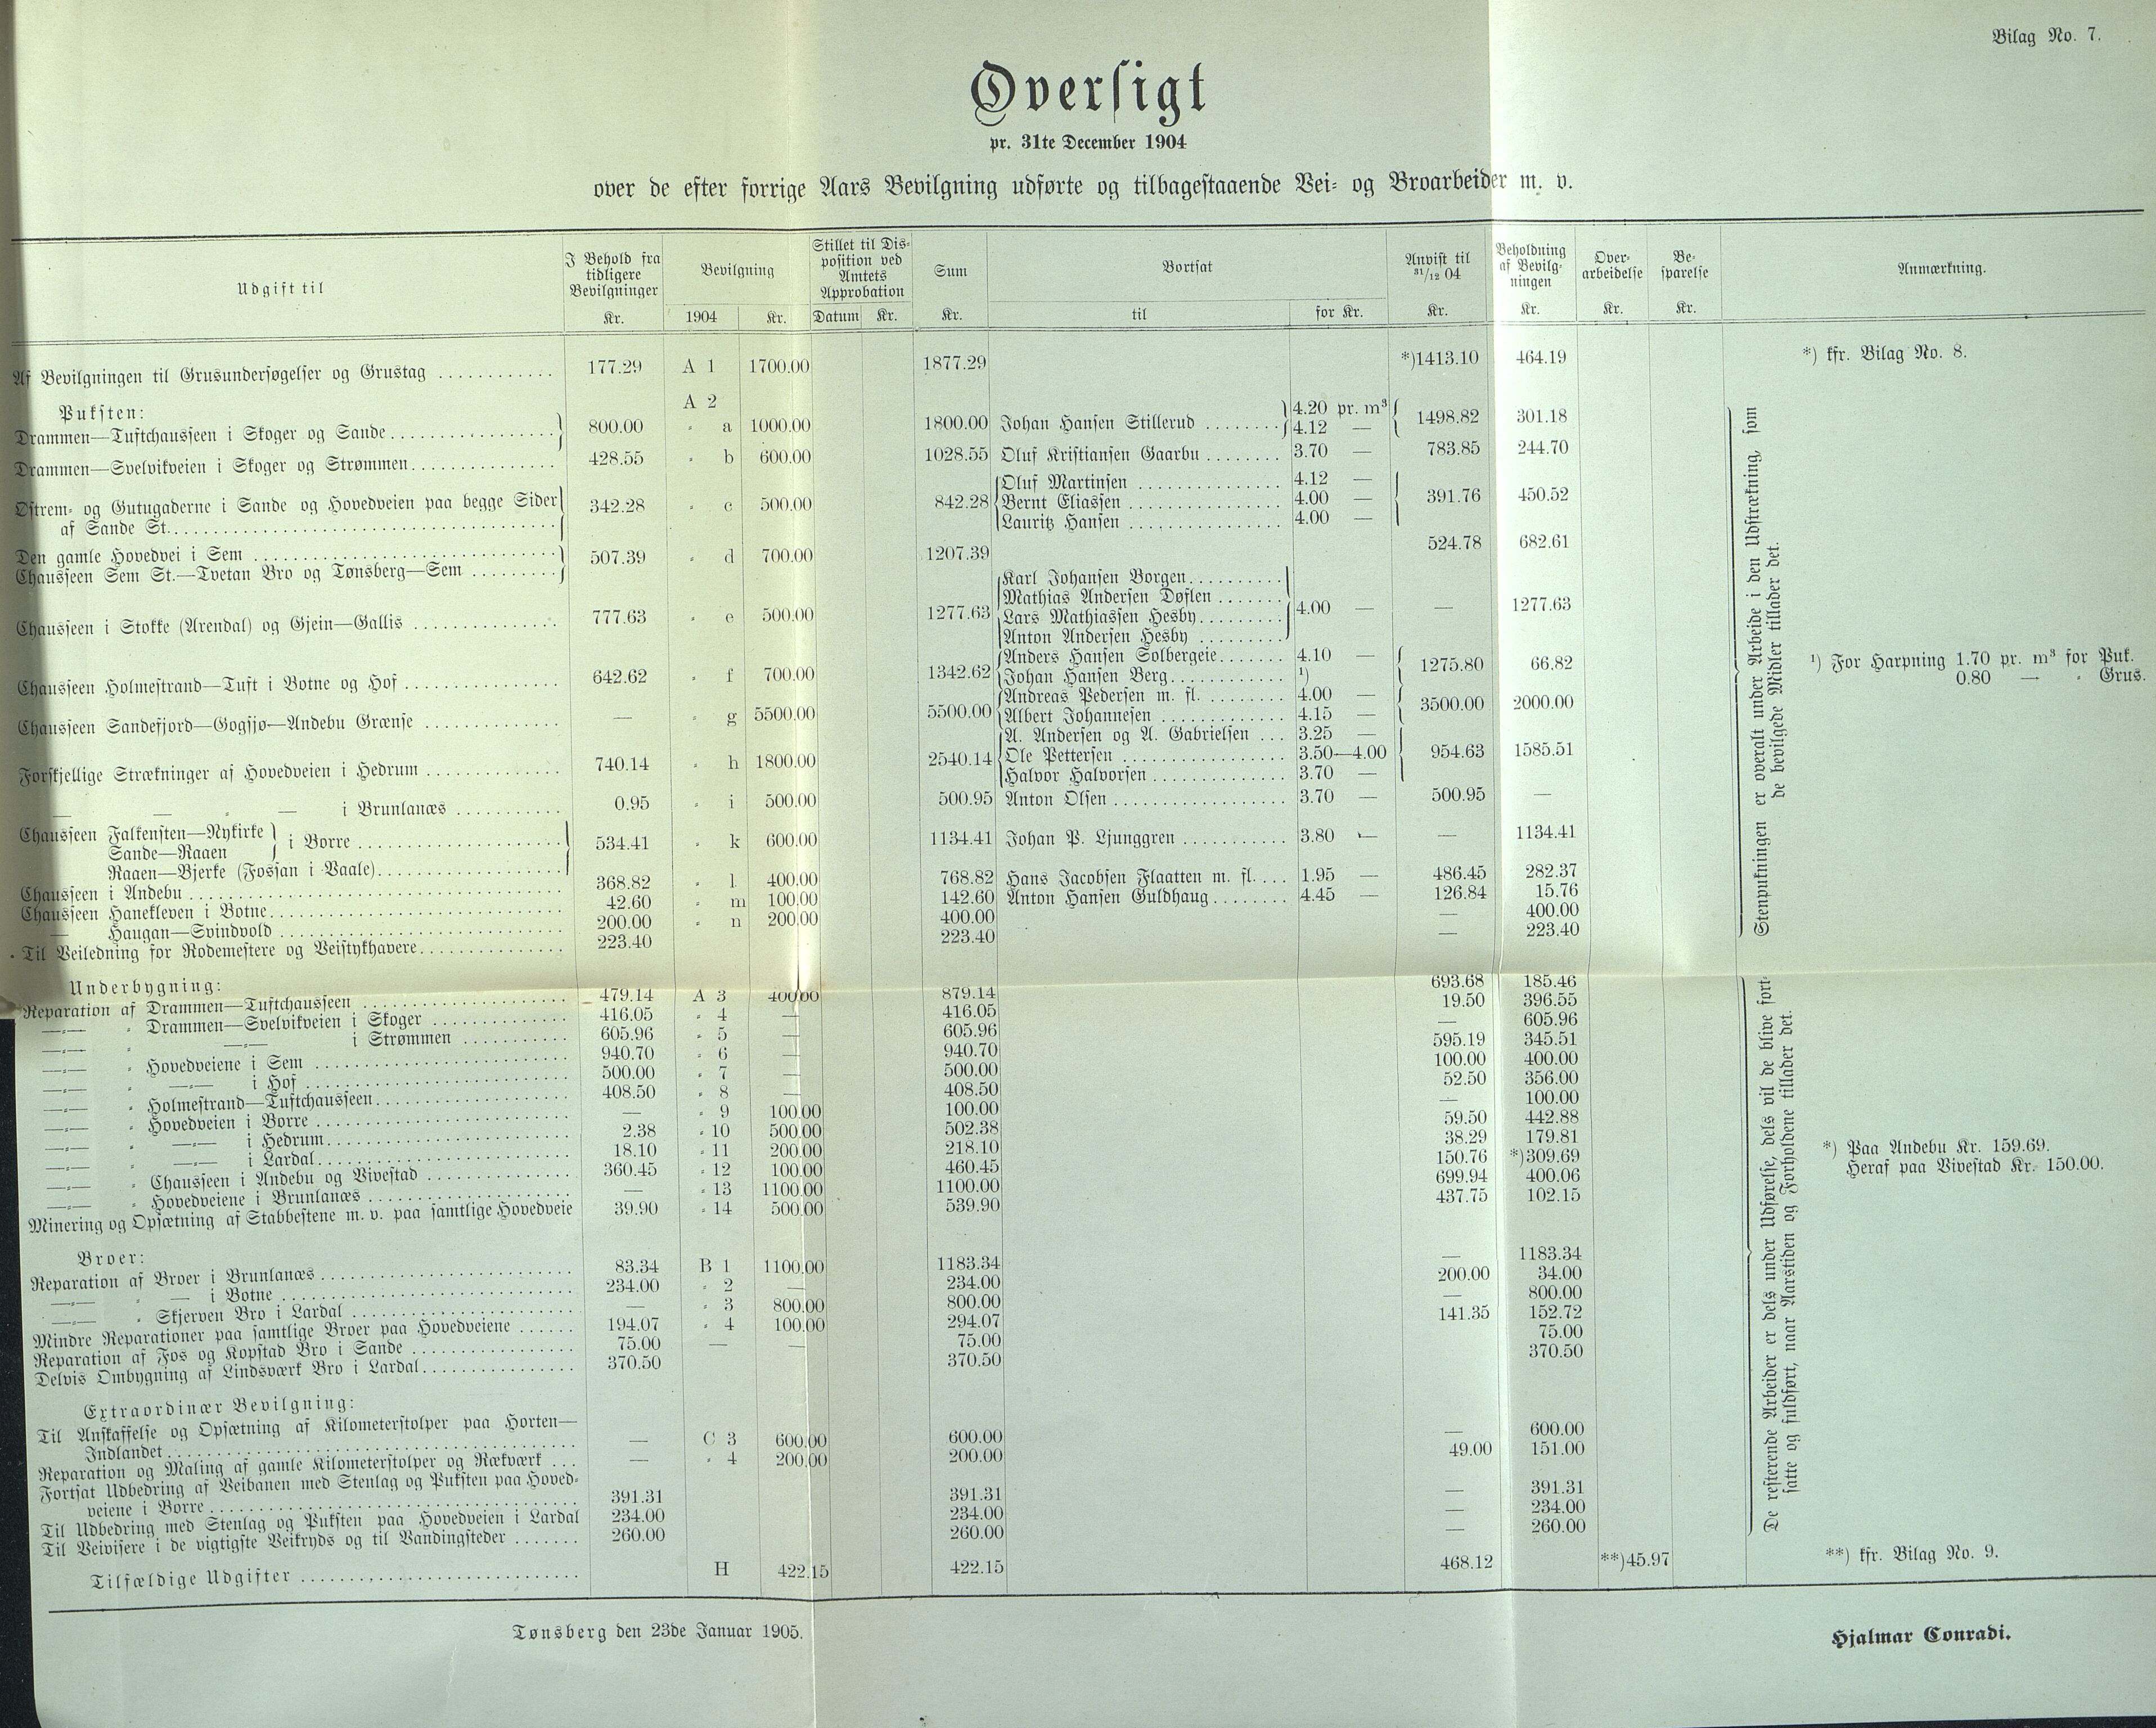 Bilag No. 7.
Oversigt
pr. 31te December 1904
over de efter forrige Aars Bevilgning udførte og tilbagestaaende Vei- og Broarbeider m. v.
Udgift til | I Behold fra tidligere Bevilgninger Kr. | Bevilgning 1904 Kr. | Stillet til Disposition ved Amtets Approbation Datum Kr. | Sum Kr. | Bortsat til for Kr. | Anvist til 31/12 04 Kr. | Beholdning af Bevilgningen Kr. | Overarbeidelse Kr. | Besparelse Kr. | Anmærkning.
Af Bevilgningen til Grusundersøgelser og Grustag 177.29 A 1 1700.00 1877.29 *)1413.10 464.19 *) kfr. Bilag No. 8.
Puksten: A 2
Drammen—Tuftchausseen i Skoger og Sande 800.00 " a 1000.00 1800.00 Johan Hansen Stillerud 4.20 pr. m³ 1498.82 301.18
4.12 —
Drammen—Svelvikveien i Skoger og Strømmen 428.55 " b 600.00 1028.55 Oluf Kristiansen Gaarbu 3.70 — 783.85 244.70
Oluf Martinsen 4.12 —
Østrem- og Gutugaderne i Sande og Hovedveien paa begge Sider 342.28 " c 500.00 842.28 Bernt Eliassen 4.00 — 391.76 450.52
af Sande St. Lauritz Hansen 4.00 —
Den gamle Hovedvei i Sem 507.39 " d 700.00 1207.39 524.78 682.61
Chausseen Sem St.—Tvetan Bro og Tønsberg—Sem
Karl Johansen Borgen
Mathias Andersen Døflen
Chausseen i Stokke (Arendal) og Gjein—Gallis 777.63 " e 500.00 1277.63 Lars Mathiassen Hesby 4.00 — — 1277.63
Anton Andersen Hesby
Anders Hansen Solbergeie 4.10 —
Chausseen Holmestrand—Tuft i Botne og Hof 642.62 " f 700.00 1342.62 Johan Hansen Berg ¹) 1275.80 66.82 ¹) For Harpning 1.70 pr. m³ for Puk.
0.80 — " Grus.
Andreas Pedersen m. fl. 4.00 —
Chausseen Sandefjord—Gogsjø—Andebu Grænse — " g 5500.00 5500.00 Albert Johannesen 4.15 — 3500.00 2000.00
A. Andersen og A. Gabrielsen 3.25 —
Forskjellige Strækninger af Hovedveien i Hedrum 740.14 " h 1800.00 2540.14 Ole Pettersen 3.50—4.00 954.63 1585.51
Halvor Halvorsen 3.70 —
— — " — i Brunlanæs 0.95 " i 500.00 500.95 Anton Olsen 3.70 — 500.95 —
Chausseen Falkensten—Nykirke i Borre 534.41 " k 600.00 1134.41 Johan P. Ljunggren 3.80 — — 1134.41
Sande—Raaen
Raaen—Bjerke (Fossan i Vaale)
Chausseen i Andebu 368.82 " l 400.00 768.82 Hans Jacobsen Flaatten m. fl. 1.95 — 486.45 282.37
Chausseen Hanekleven i Botne 42.60 " m 100.00 142.60 Anton Hansen Guldhaug 4.45 — 126.84 15.76
— Haugan—Svindvold 200.00 " n 200.00 400.00 — 400.00
Til Veiledning for Rodemestere og Veistykhavere 223.40 223.40 — 223.40
Stenpukningen er overalt under Arbeide i den Udstrækning, som
de bevilgede Midler tillader det.
Underbygning:
Reparation af Drammen—Tuftchausseen 479.14 A 3 400.00 879.14 693.68 185.46
—"— " Drammen—Svelvikveien i Skoger 416.05 " 4 — 416.05 19.50 396.55
—"— " —"— i Strømmen 605.96 " 5 — 605.96 — 605.96
—"— " Hovedveiene i Sem 940.70 " 6 — 940.70 595.19 345.51
—"— " —"— i Hof 500.00 " 7 — 500.00 100.00 400.00
—"— " Holmestrand—Tuftchausseen 408.50 " 8 — 408.50 52.50 356.00
—"— " Hovedveien i Borre — " 9 100.00 100.00 — 100.00
—"— " —"— i Hedrum 2.38 " 10 500.00 502.38 59.50 442.88
—"— " —"— i Lardal 18.10 " 11 200.00 218.10 38.29 179.81
—"— " Chausseen i Andebu og Vivestad 360.45 " 12 100.00 460.45 150.76 *)309.69 *) Paa Andebu Kr. 159.69.
Heraf paa Vivestad Kr. 150.00.
—"— " Hovedveiene i Brunlanæs — " 13 1100.00 1100.00 699.94 400.06
Minering og Opsætning af Stabbestene m. v. paa samtlige Hovedveie 39.90 " 14 500.00 539.90 437.75 102.15
Broer:
Reparation af Broer i Brunlanæs 83.34 B 1 1100.00 1183.34 — 1183.34
—"— " — i Botne 234.00 " 2 — 234.00 200.00 34.00
—"— " Skjerven Bro i Lardal — " 3 800.00 800.00 — 800.00
Mindre Reparationer paa samtlige Broer paa Hovedveiene 194.07 " 4 100.00 294.07 141.35 152.72
Reparation af Fos og Kopstad Bro i Sande 75.00 — — 75.00 75.00
Delvis Ombygning af Lindsværk Bro i Lardal 370.50 370.50 370.50
Extraordinær Bevilgning:
Til Anskaffelse og Opsætning af Kilometerstolper paa Horten—
Indlandet — C 3 600.00 600.00 — 600.00
Reparation og Maling af gamle Kilometerstolper og Rækværk — " 4 200.00 200.00 49.00 151.00
Fortsat Udbedring af Veibanen med Stenlag og Puksten paa Hoved-
veiene i Borre 391.31 391.31 — 391.31
Til Udbedring med Stenlag og Puksten paa Hovedveien i Lardal 234.00 234.00 — 234.00
Til Veivisere i de vigtigste Veikryds og til Vandingsteder 260.00 260.00 — 260.00
De resterende Arbeider er dels under Udførelse, dels vil de blive fort-
satte og fuldført, naar Aarstiden og Forholdene tillader det.
Tilfældige Udgifter H 422.15 422.15 468.12 **)45.97 **) kfr. Bilag No. 9.
Tønsberg den 23de Januar 1905.
Hjalmar Conradi.